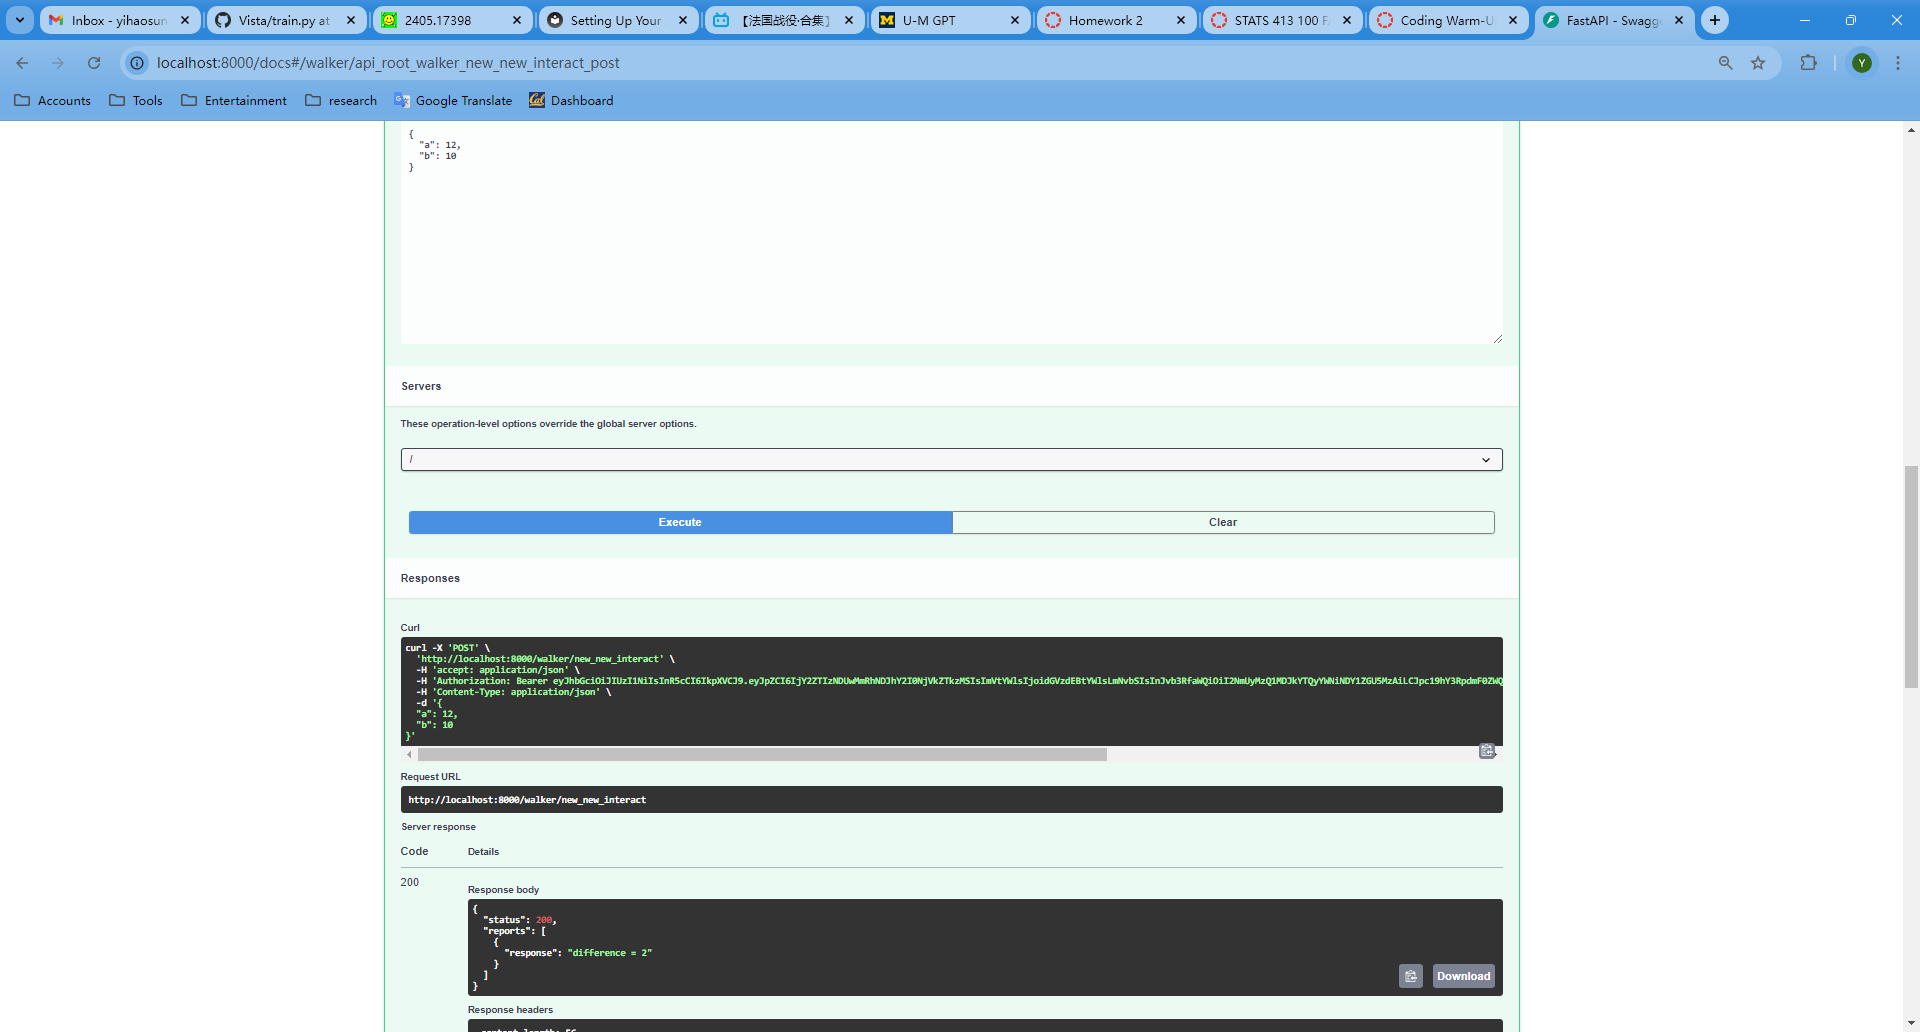 Inbox - yihaosun
Vista/train.py at
2405.17398
Setting Up Your
【法国战役·合集】
U-M GPT
Homework 2
STATS 413 100 F
Coding Warm-U
FastAPI - Swagge
localhost:8000/docs#/walker/api_root_walker_new_new_interact_post
Y
Accounts
Tools
Entertainment
research
Google Translate
Dashboard
{
"a": 12,
"b": 10
}
Servers
These operation-level options override the global server options.
/
Execute
Clear
Responses
Curl
curl -X 'POST' \
'http://localhost:8000/walker/new_new_interact' \
-H 'accept: application/json' \
-H 'Authorization: Bearer
-H 'Content-Type: application/json' \
-d '{
"a": 12,
"b": 10
}'
Request URL
http://localhost:8000/walker/new_new_interact
Server response
Code
Details
200
Response body
{
"status": 200,
"reports": [
{
"response": "difference = 2"
}
]
}
Download
Response headers